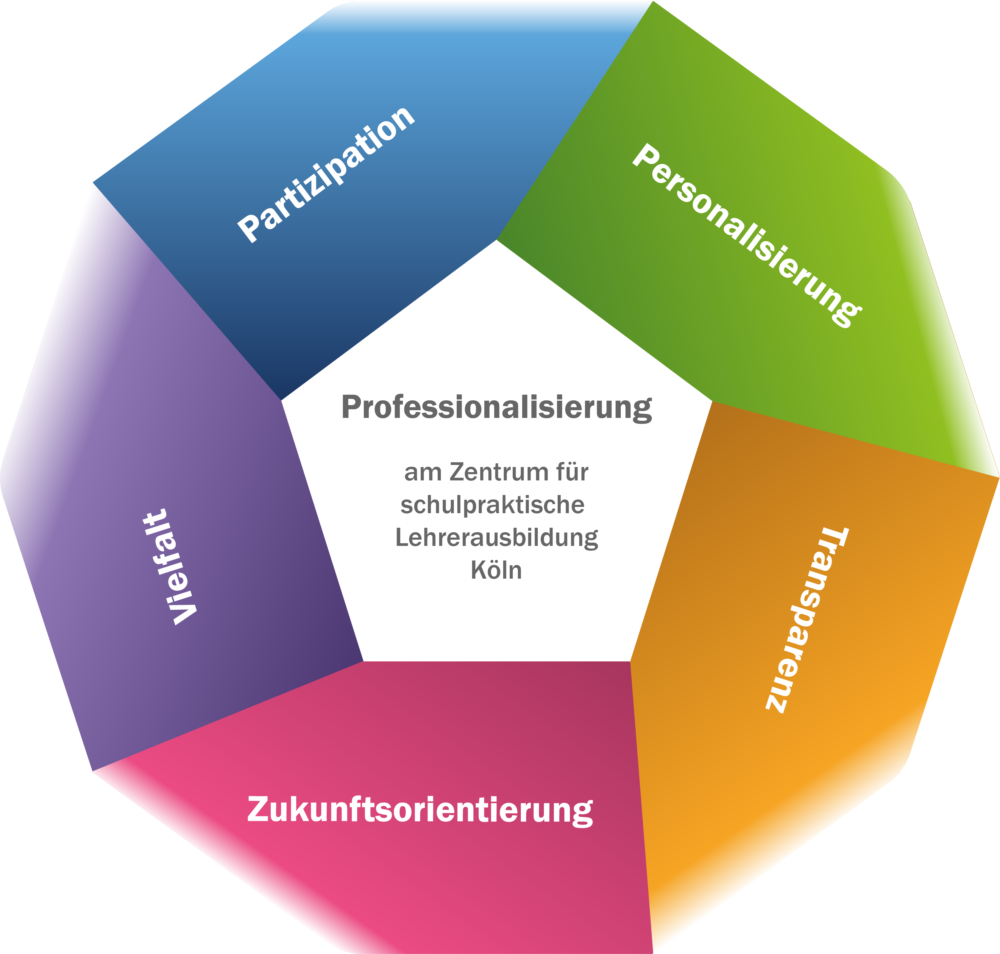 Partizipation
Personalisierung
Professionalisierung
am Zentrum für
schulpraktische
Lehrerausbildung
Köln
Vielfalt
Transparenz
Zukunftsorientierung